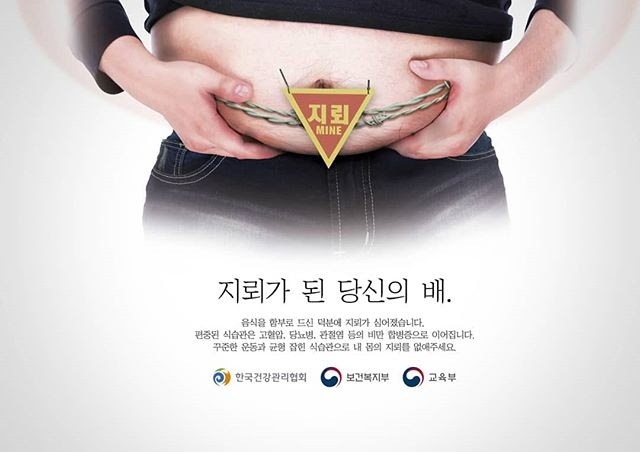 지뢰
MINE
지뢰가 된 당신의 배.
음식을 함부로 드신 덕분에 지뢰가 심어졌습니다.
편중된 식습관은 고혈압, 당뇨병, 관절염 등의 비만 합병증으로 이어집니다.
꾸준한 운동과 균형 잡힌 식습관으로 내 몸의 지뢰를 없애주세요.
한국건강관리협회 보건복지부 교육부